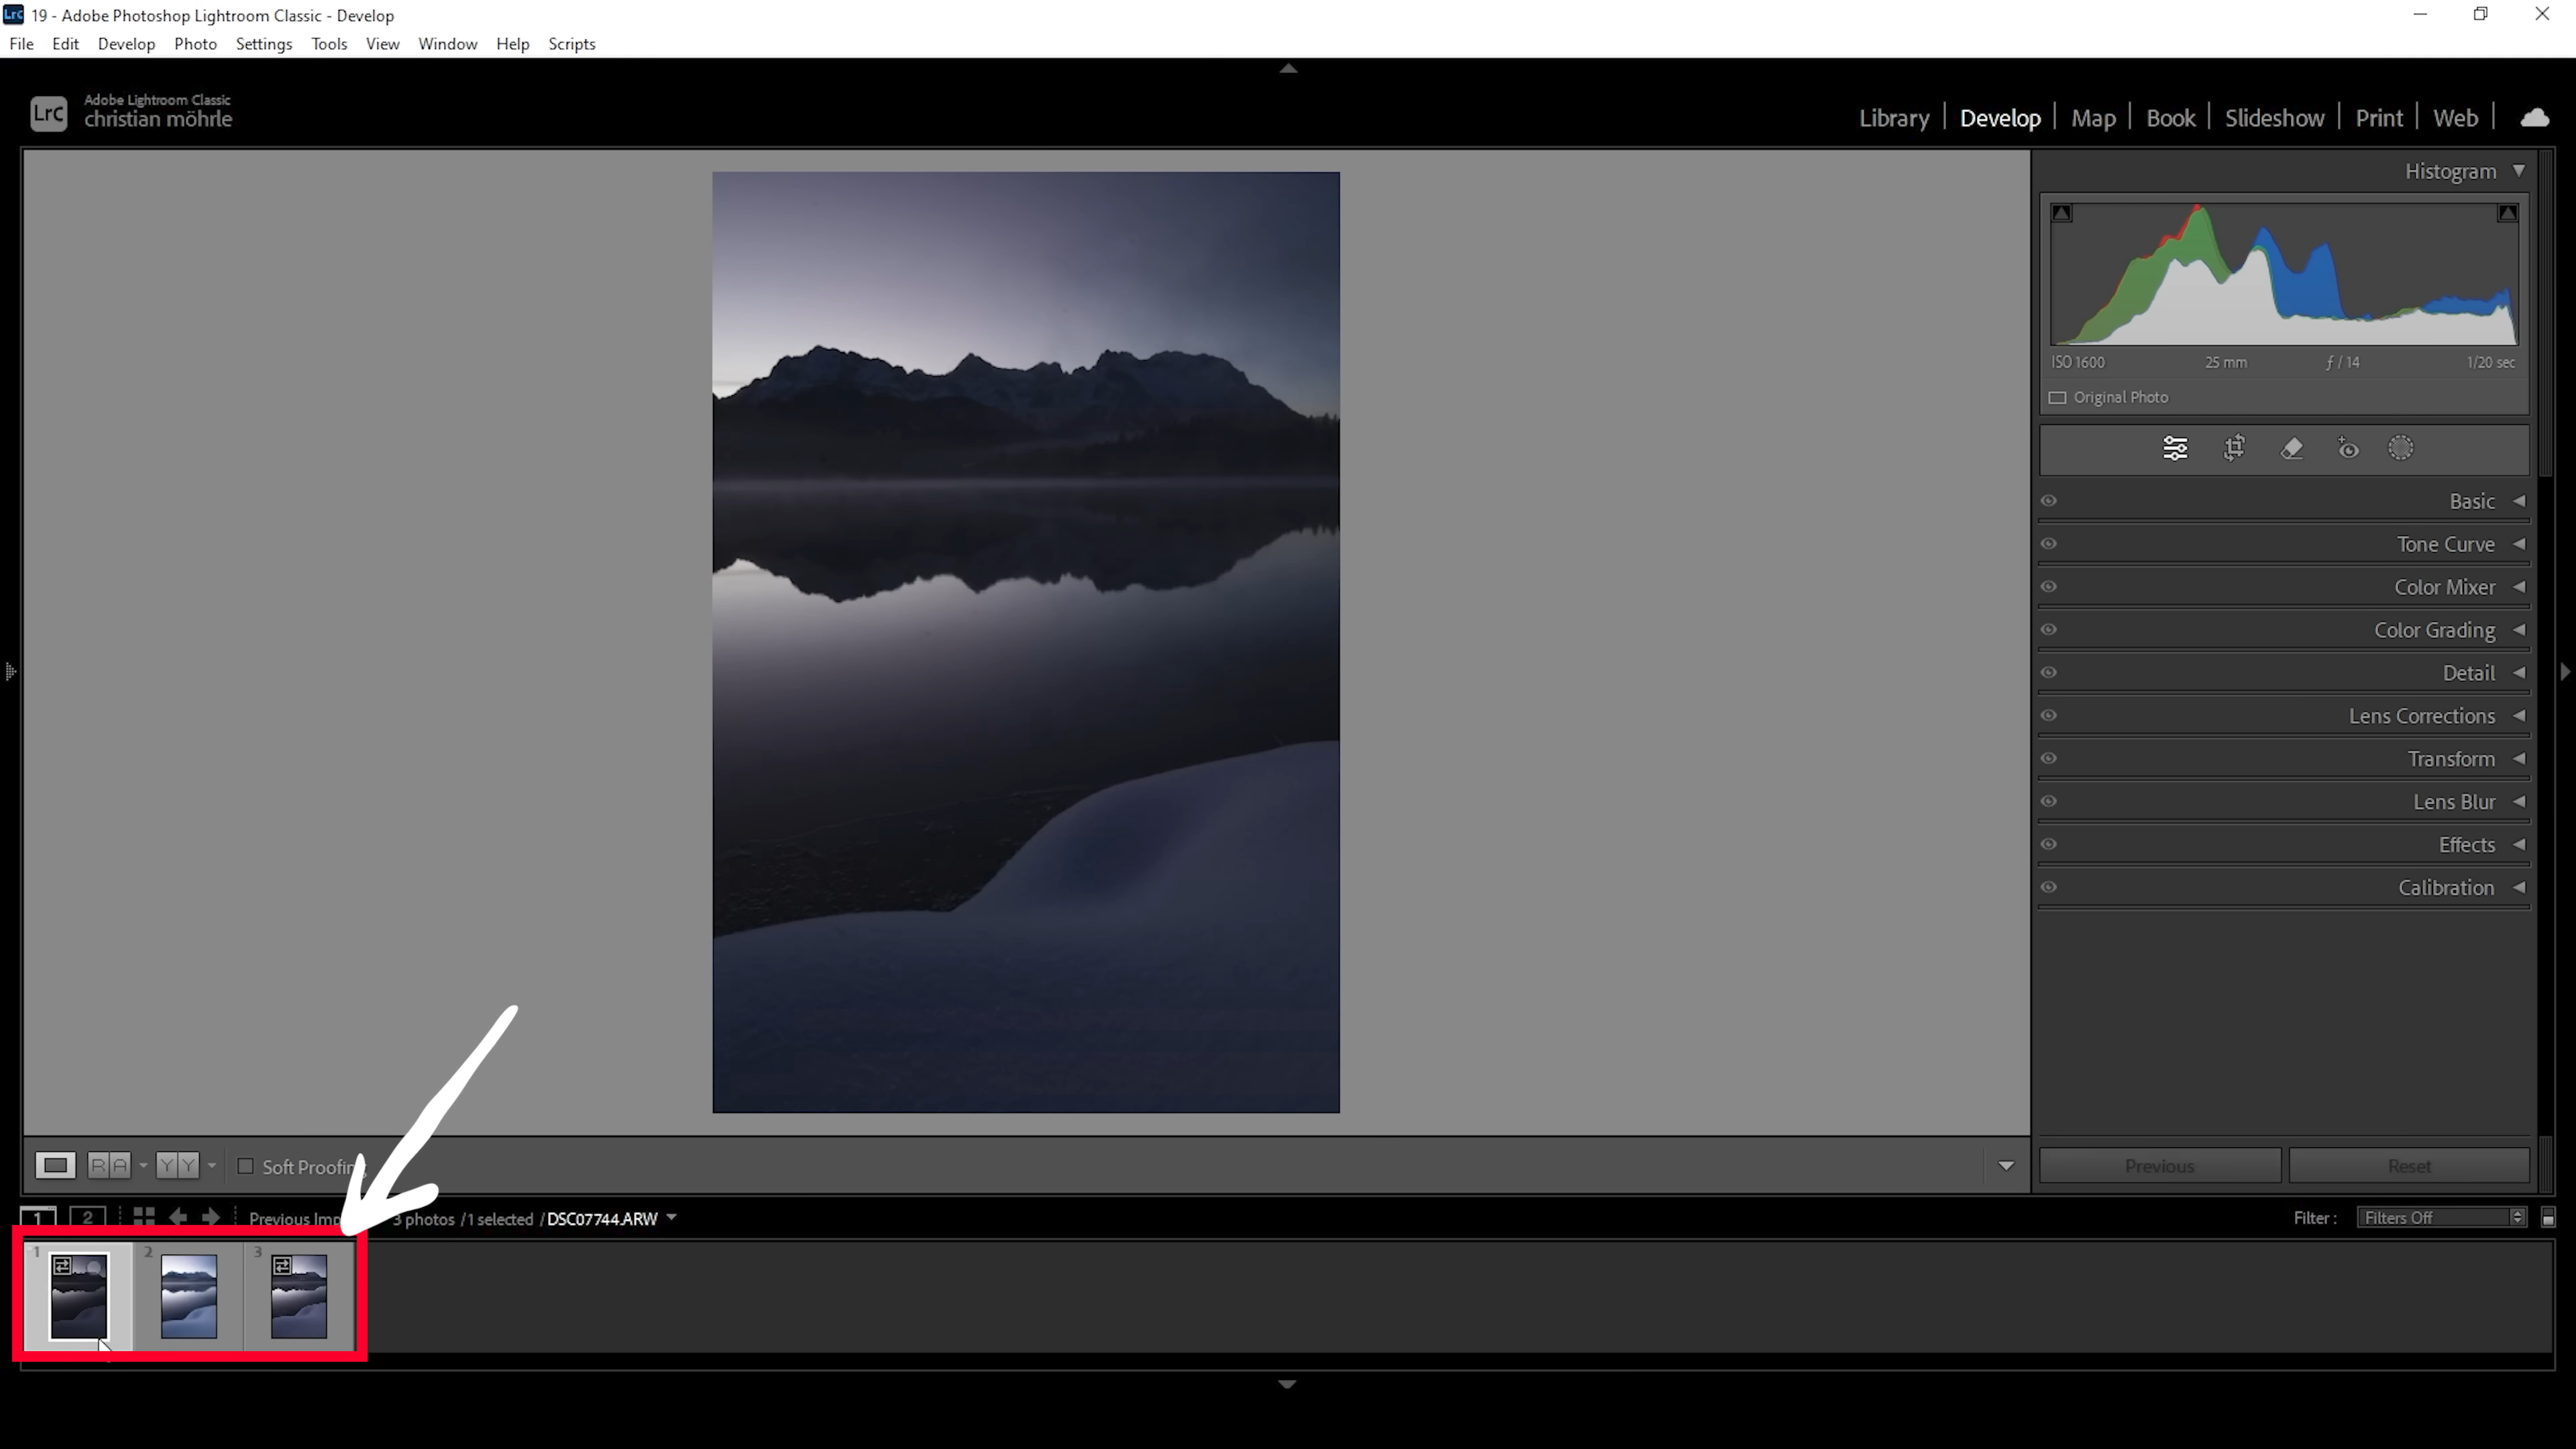 Lrc 19 - Adobe Photoshop Lightroom Classic - Develop
File Edit Develop Photo Settings Tools View Window Help Scripts
Lrc Adobe Lightroom Classic
christian möhrle
Library | Develop | Map | Book | Slideshow | Print | Web |
Histogram
ISO 1600 25 mm ƒ / 14 1/20 sec
Original Photo
Basic
Tone Curve
Color Mixer
Color Grading
Detail
Lens Corrections
Transform
Lens Blur
Effects
Calibration
R A Y Y Soft Proofing
Previous Reset
1 2 Previous 3 photos / 1 selected / DSC07744.ARW Filter : Filters Off
1 2 3